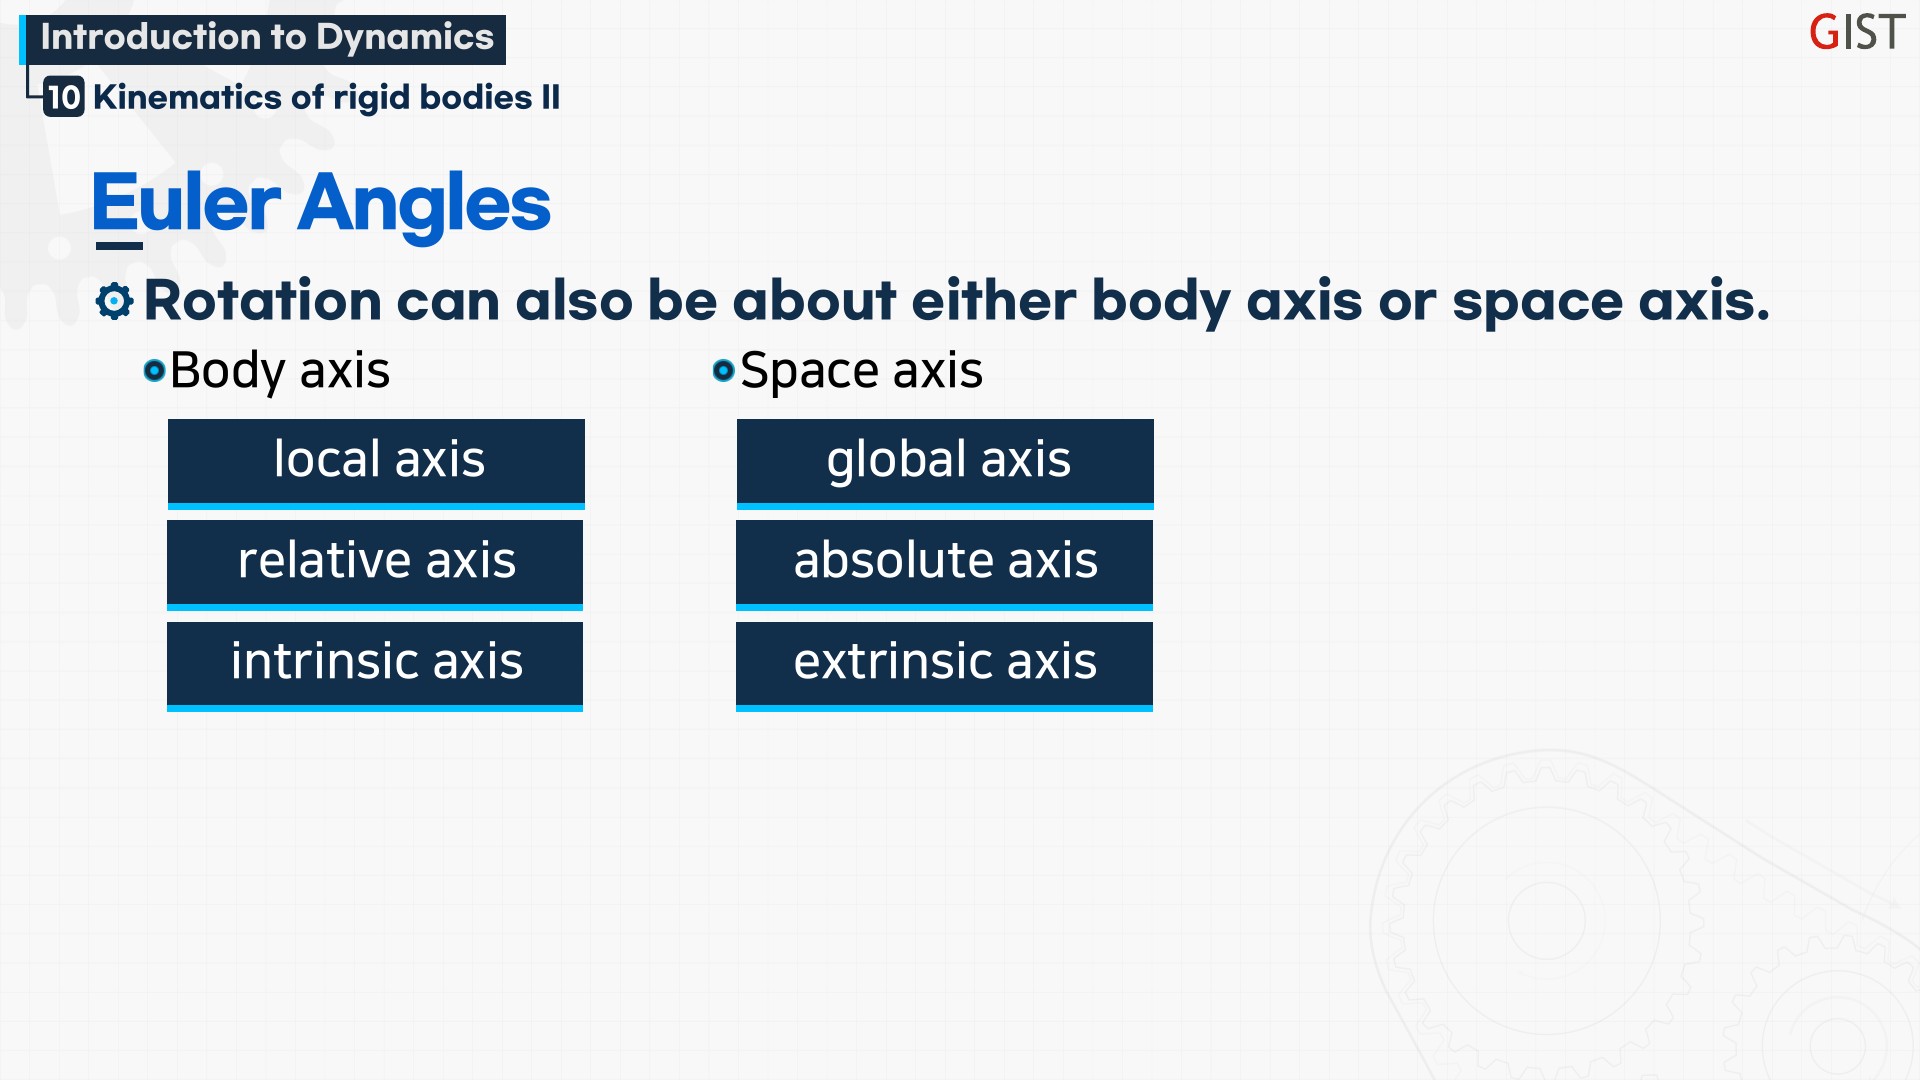 Introduction to Dynamics
GIST
10 Kinematics of rigid bodies II
Euler Angles
Rotation can also be about either body axis or space axis.
Body axis
local axis
relative axis
intrinsic axis
Space axis
global axis
absolute axis
extrinsic axis